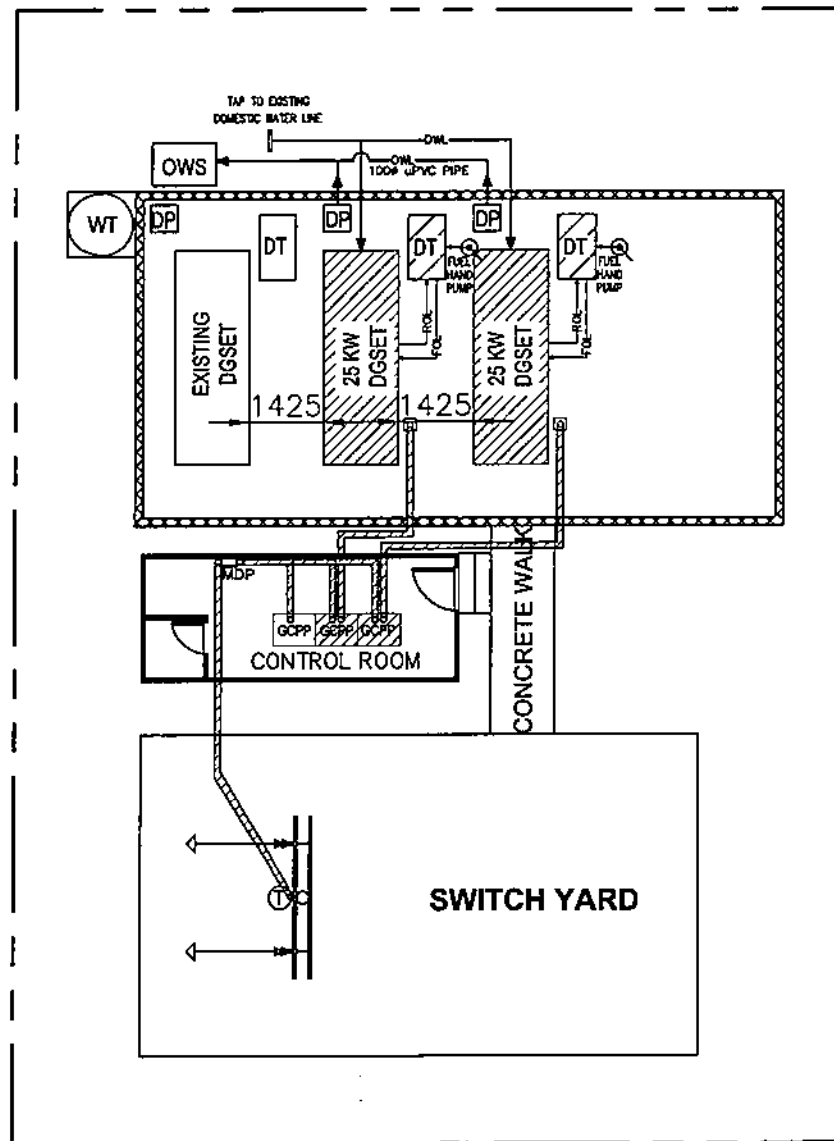 TAP TO EXISTING
DOMESTIC WATER LINE
OWL
OWS
OWL
100ø uPVC PIPE
WT
DP
DP
DP
DT
DT
DT
FUEL
HAND
PUMP
FUEL
HAND
PUMP
EXISTING
DGSET
25 KW
DGSET
25 KW
DGSET
ROL
FOL
ROL
FOL
1425
1425
MDP
GCPP
GCPP
GCPP
CONTROL ROOM
CONCRETE WALK
T
SWITCH YARD